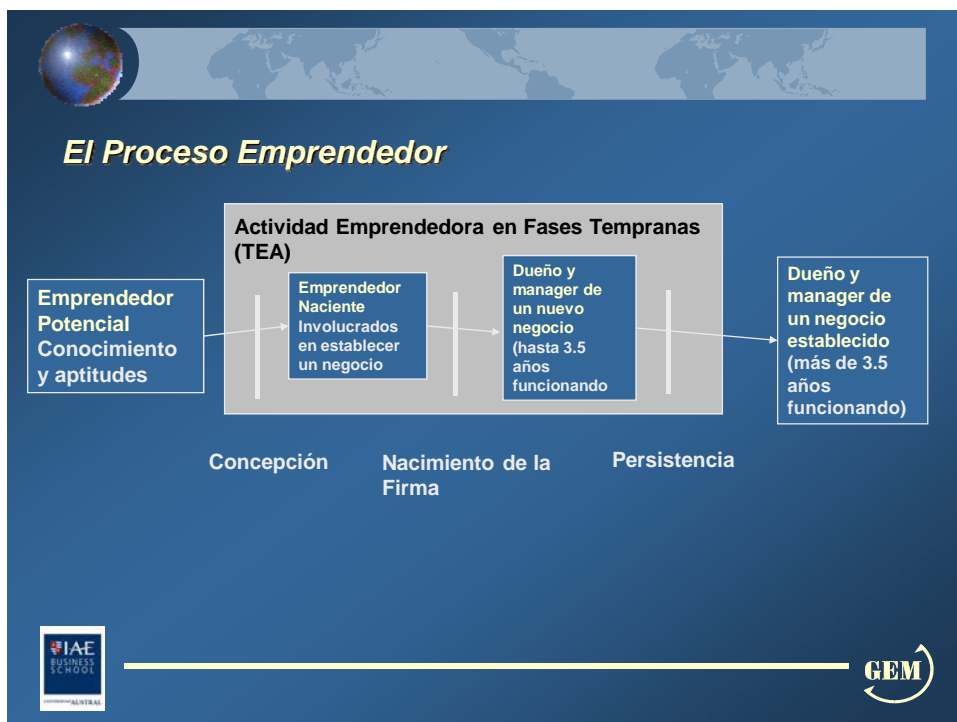 El Proceso Emprendedor
Actividad Emprendedora en Fases Tempranas
(TEA)
Emprendedor
Potencial
Conocimiento
y aptitudes
Emprendedor
Naciente
Involucrados
en establecer
un negocio
Dueño y
manager de
un nuevo
negocio
(hasta 3.5
años
funcionando
Dueño y
manager de
un negocio
establecido
(más de 3.5
años
funcionando)
Concepción
Nacimiento de la
Firma
Persistencia
IAE
BUSINESS
SCHOOL
UNIVERSIDAD AUSTRAL
GEM